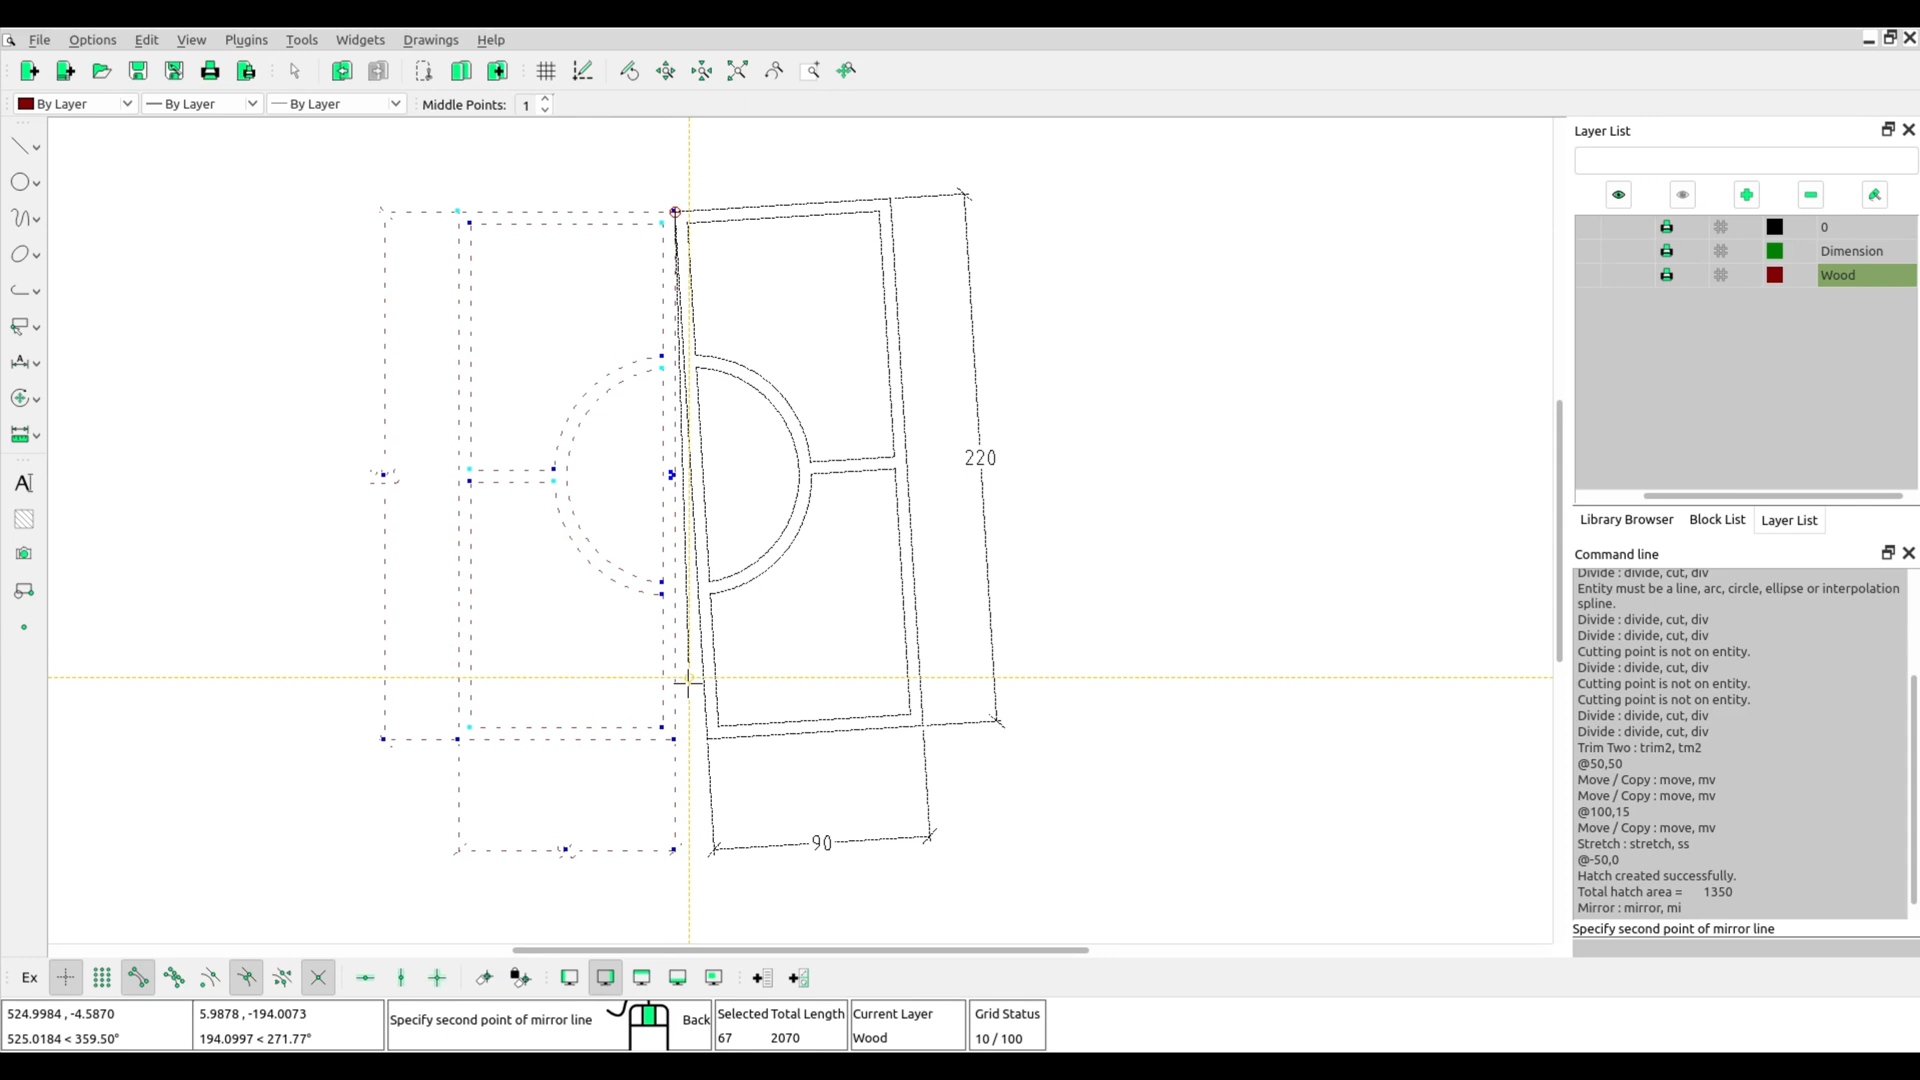 File Options Edit View Plugins Tools Widgets Drawings Help
By Layer By Layer By Layer Middle Points: 1
Layer List
0
Dimension
Wood
220
90
Library Browser Block List Layer List
Command line
Divide : divide, cut, div
Entity must be a line, arc, circle, ellipse or interpolation
spline.
Divide : divide, cut, div
Divide : divide, cut, div
Cutting point is not on entity.
Divide : divide, cut, div
Cutting point is not on entity.
Cutting point is not on entity.
Divide : divide, cut, div
Divide : divide, cut, div
Trim Two : trim2, tm2
@50,50
Move / Copy : move, mv
Move / Copy : move, mv
@100,15
Move / Copy : move, mv
Stretch : stretch, ss
@-50,0
Hatch created successfully.
Total hatch area = 1350
Mirror : mirror, mi
Specify second point of mirror line
Ex
524.9984 , -4.5870
525.0184 < 359.50°
5.9878 , -194.0073
194.0997 < 271.77°
Specify second point of mirror line
Back
Selected Total Length
67 2070
Current Layer
Wood
Grid Status
10 / 100